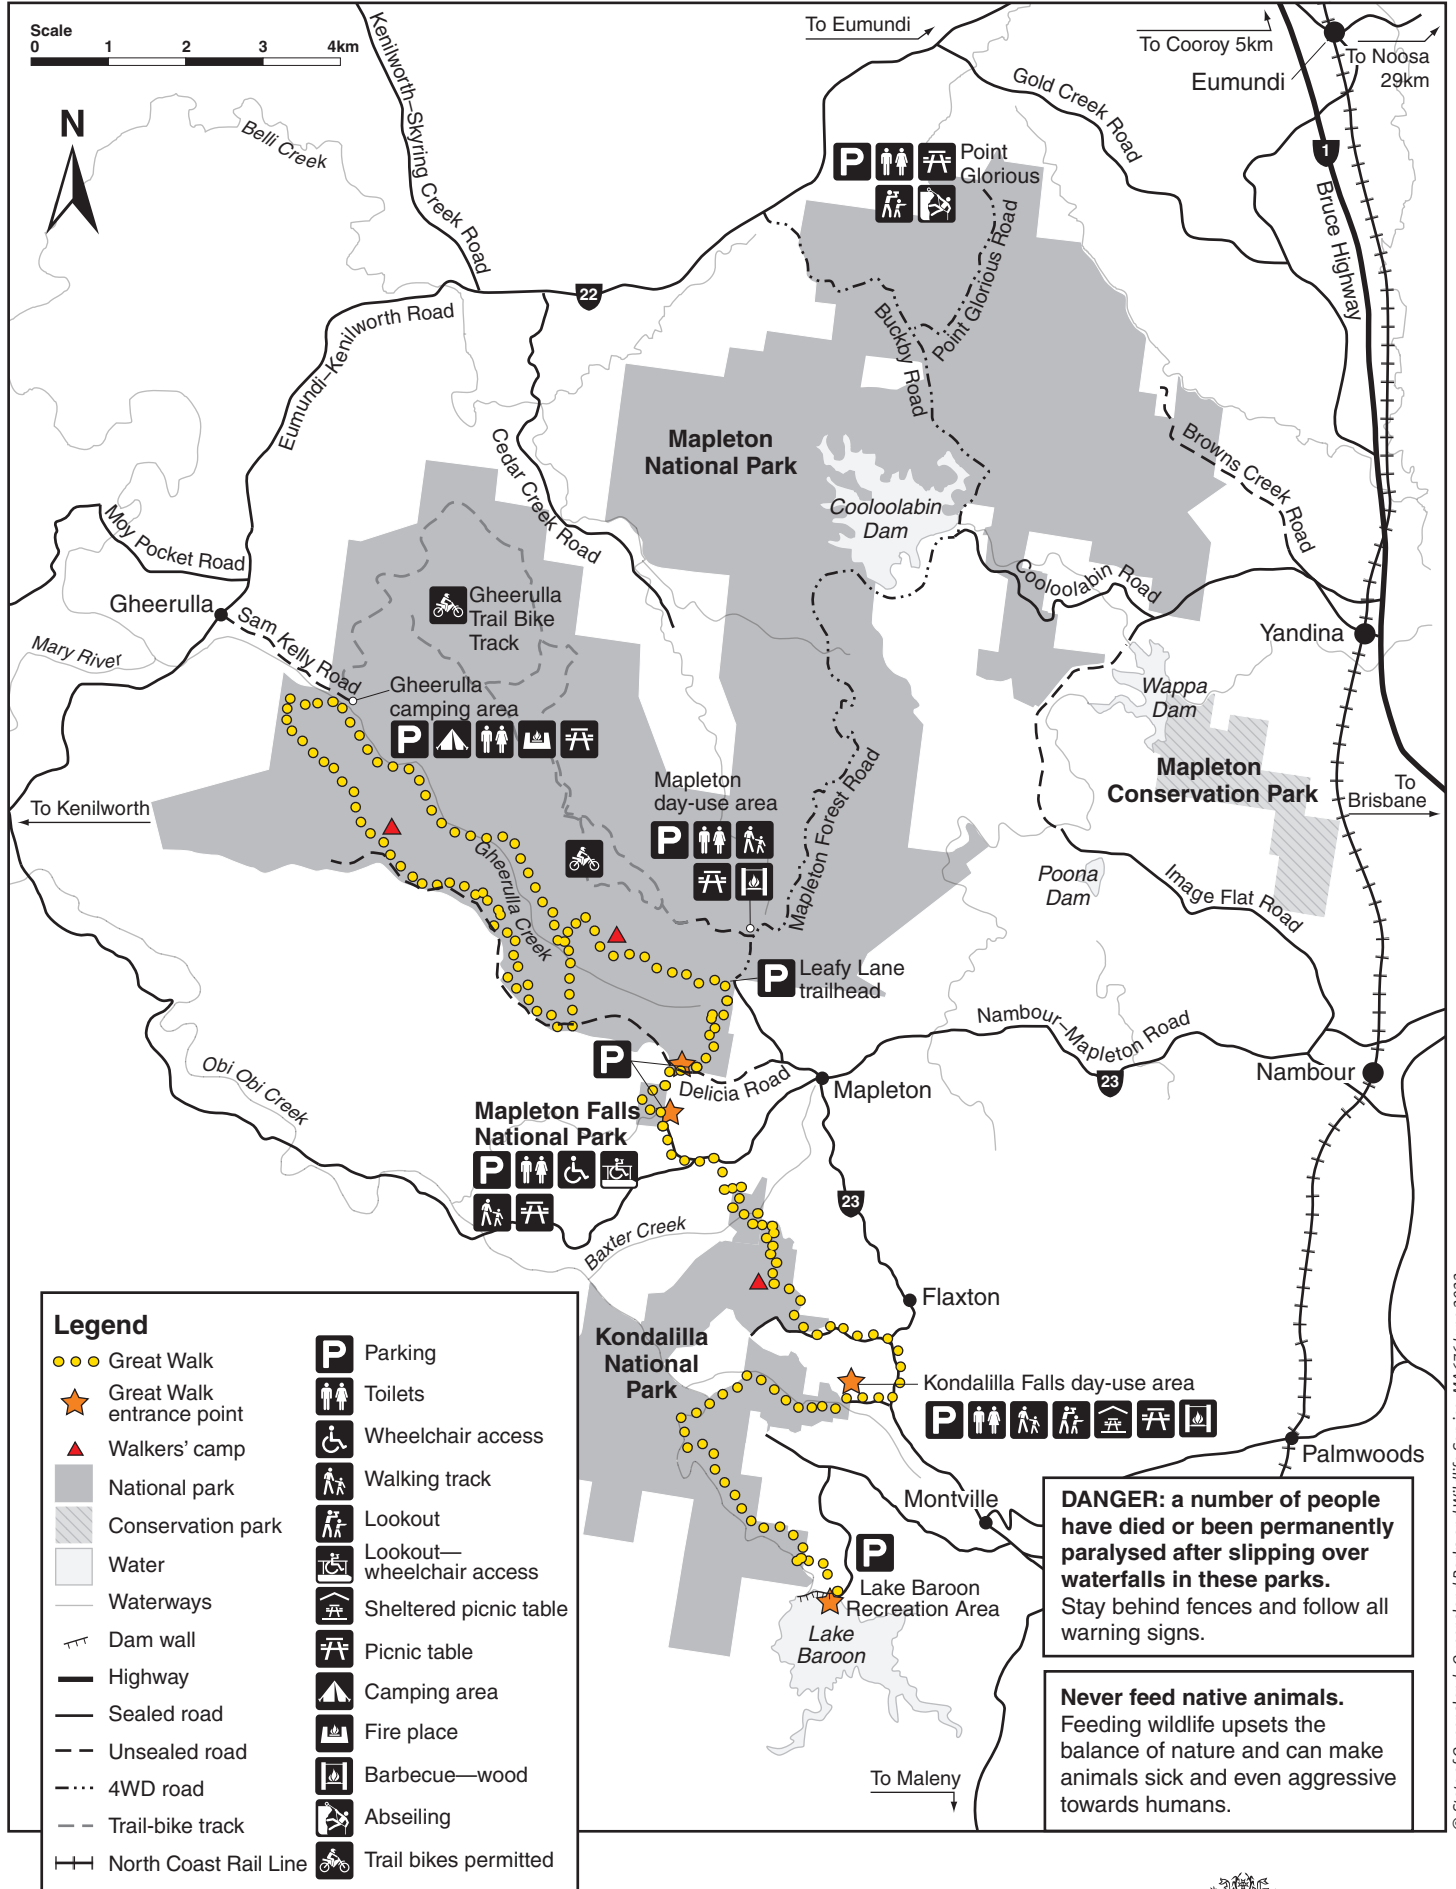 Scale
0 1 2 3 4km
N
Belli Creek
Kenilworth–Skyring Creek Road
To Eumundi
To Cooroy 5km
Eumundi
To Noosa
29km
Gold Creek Road
1
Bruce Highway
Point
Glorious
Point Glorious Road
Buckby Road
22
Eumundi–Kenilworth Road
Cedar Creek Road
Mapleton
National Park
Cooloolabin
Dam
Browns Creek Road
Moy Pocket Road
Gheerulla
Sam Kelly Road
Mary River
Gheerulla
Trail Bike
Track
Cooloolabin Road
Yandina
Gheerulla
camping area
Wappa
Dam
Mapleton
Conservation Park
To
Brisbane
To Kenilworth
Mapleton
day-use area
Mapleton Forest Road
Gheerulla Creek
Poona
Dam
Image Flat Road
Leafy Lane
trailhead
Nambour–Mapleton Road
23
Nambour
Obi Obi Creek
Delicia Road
Mapleton
Mapleton Falls
National Park
23
Baxter Creek
Flaxton
Kondalilla
National
Park
Kondalilla Falls day-use area
Palmwoods
Montville
Lake Baroon
Recreation Area
Lake
Baroon
To Maleny
DANGER: a number of people
have died or been permanently
paralysed after slipping over
waterfalls in these parks.
Stay behind fences and follow all
warning signs.
Never feed native animals.
Feeding wildlife upsets the
balance of nature and can make
animals sick and even aggressive
towards humans.
Legend
Great Walk
Great Walk
entrance point
Walkers' camp
National park
Conservation park
Water
Waterways
Dam wall
Highway
Sealed road
Unsealed road
4WD road
Trail-bike track
North Coast Rail Line
P Parking
Toilets
Wheelchair access
Walking track
Lookout
Lookout—
wheelchair access
Sheltered picnic table
Picnic table
Camping area
Fire place
Barbecue—wood
Abseiling
Trail bikes permitted